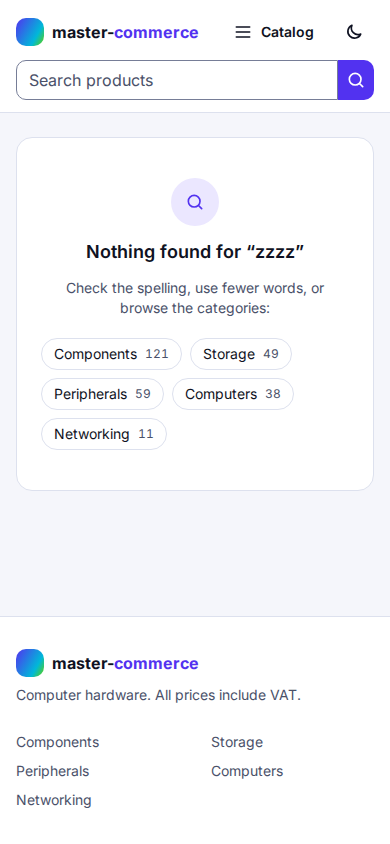 master-commerce
Catalog
Search products
Nothing found for “zzzz”
Check the spelling, use fewer words, or
browse the categories:
Components 121
Storage 49
Peripherals 59
Computers 38
Networking 11
master-commerce
Computer hardware. All prices include VAT.
Components
Storage
Peripherals
Computers
Networking